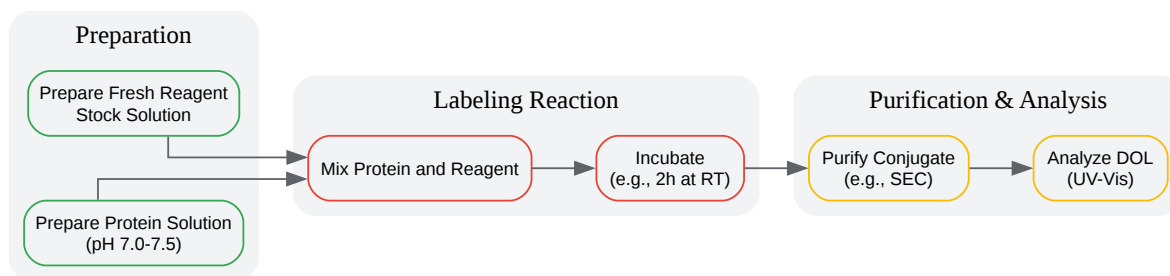 Preparation
Prepare Fresh Reagent
Stock Solution
Prepare Protein Solution
(pH 7.0-7.5)
Labeling Reaction
Mix Protein and Reagent
Incubate
(e.g., 2h at RT)
Purification & Analysis
Purify Conjugate
(e.g., SEC)
Analyze DOL
(UV-Vis)